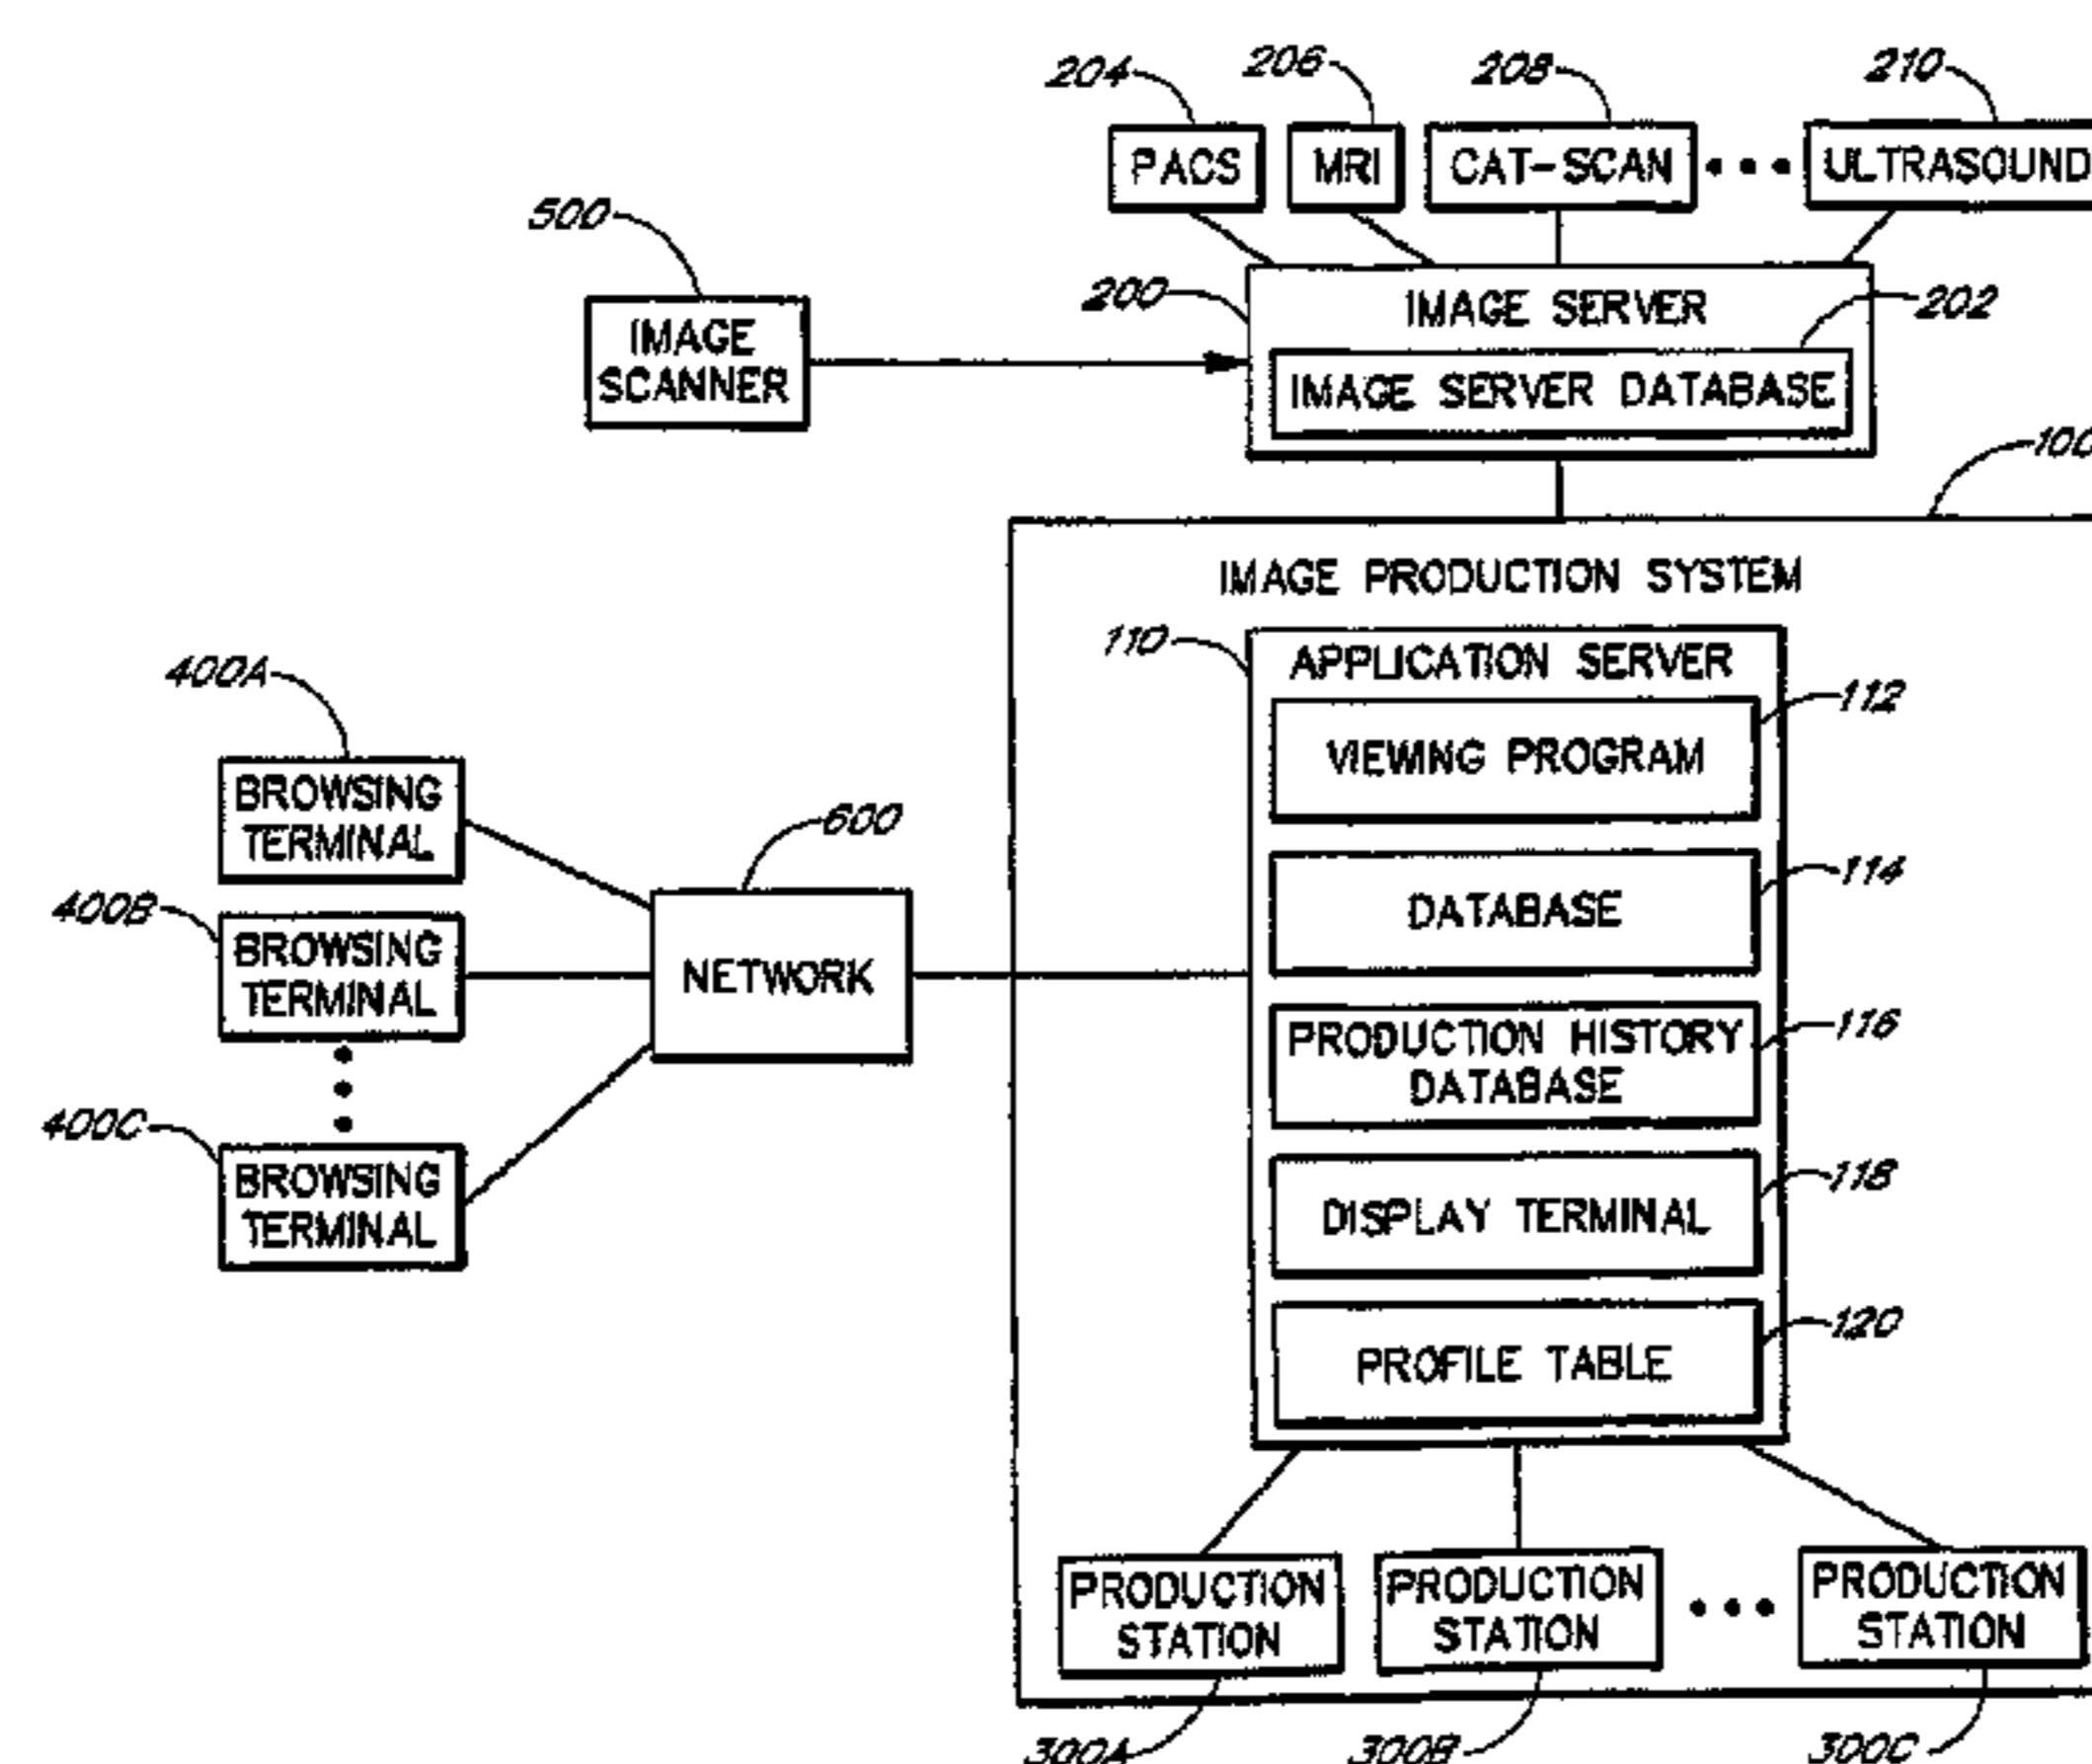 204 206 208 210
PACS MRI CAT-SCAN ULTRASOUND
500
IMAGE
SCANNER
200
IMAGE SERVER
202
IMAGE SERVER DATABASE
100
IMAGE PRODUCTION SYSTEM
110
APPLICATION SERVER
112
VIEWING PROGRAM
114
DATABASE
116
PRODUCTION HISTORY
DATABASE
118
DISPLAY TERMINAL
120
PROFILE TABLE
400A
BROWSING
TERMINAL
400B
BROWSING
TERMINAL
400C
BROWSING
TERMINAL
600
NETWORK
PRODUCTION
STATION
PRODUCTION
STATION
PRODUCTION
STATION
300A 300B 300C